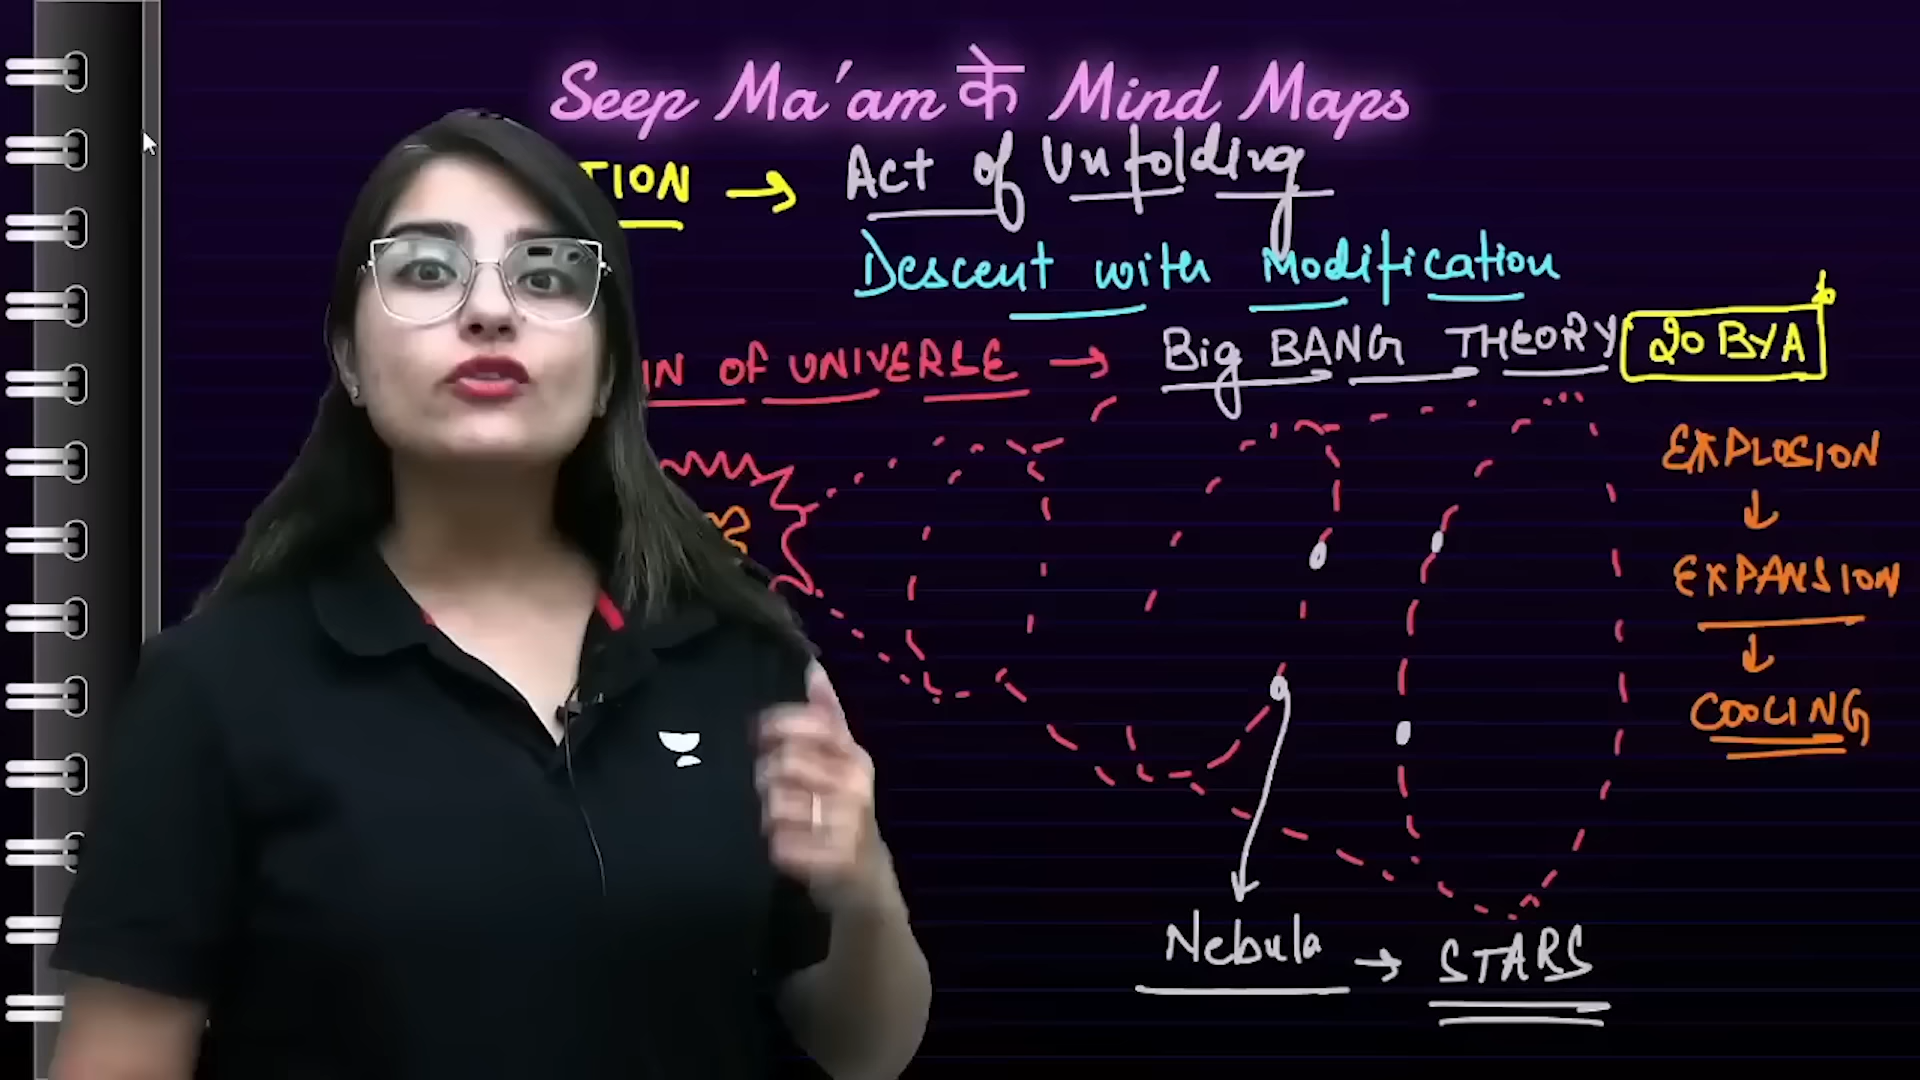 Seep Ma'am के Mind Maps
TION → Act of Unfolding
Descent with Modification
IN OF UNIVERSE → Big BANG THEORY 20 BYA
EXPLOSION
↓
EXPANSION
↓
COOLING
Nebula → STARS